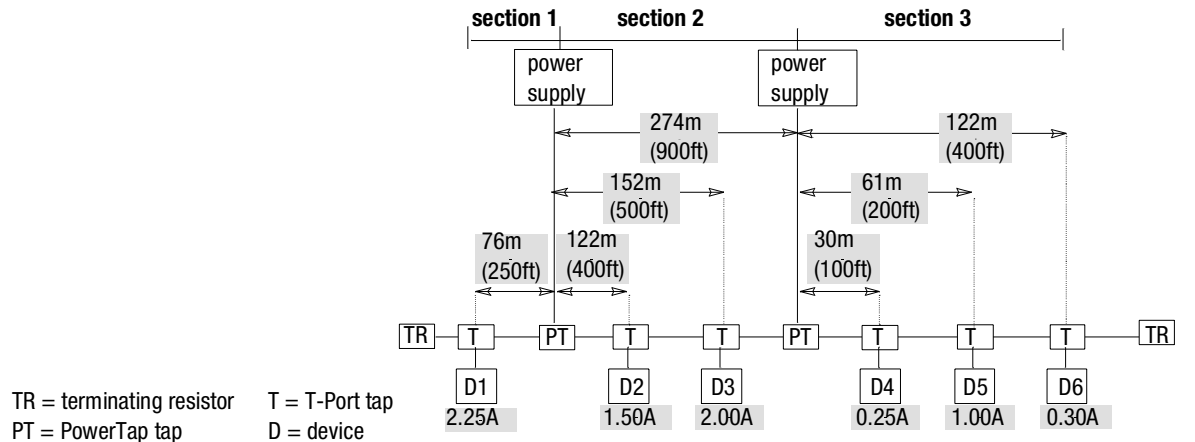 section 1 section 2 section 3
power supply
power supply
274m (900ft)
122m (400ft)
152m (500ft)
61m (200ft)
76m (250ft)
122m (400ft)
30m (100ft)
TR T PT T T PT T T T TR
D1 D2 D3 D4 D5 D6
2.25A 1.50A 2.00A 0.25A 1.00A 0.30A
TR = terminating resistor T = T-Port tap
PT = PowerTap tap D = device